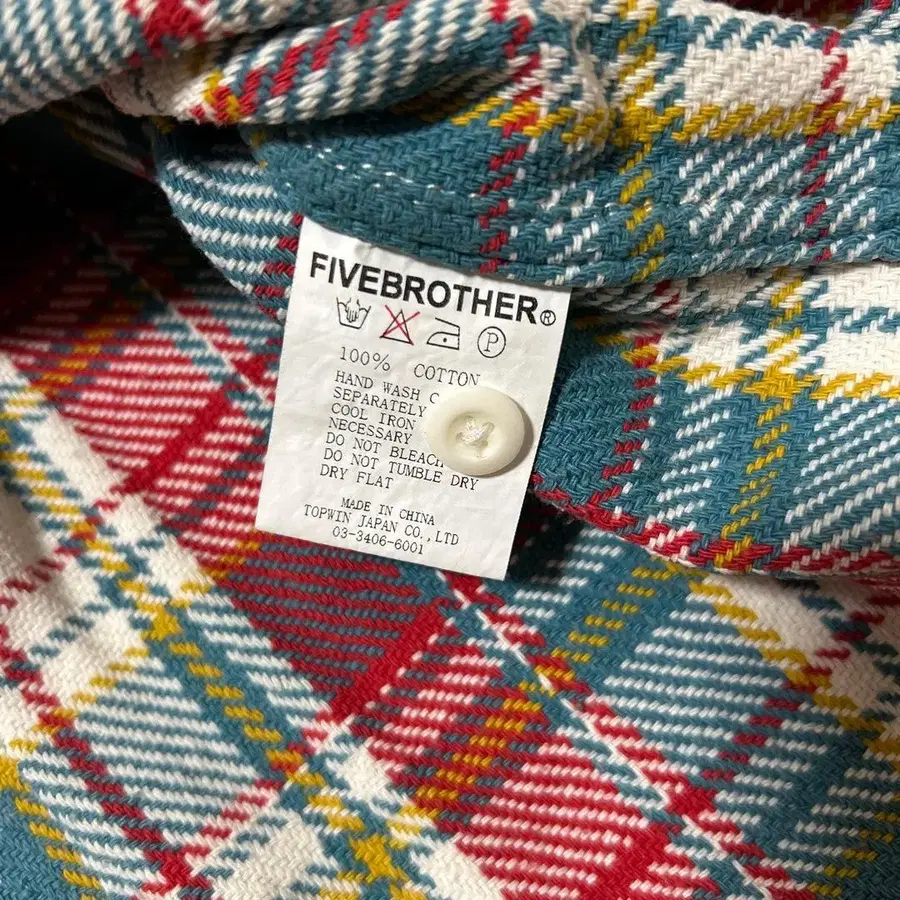 FIVEBROTHER®
P
100% COTTON
HAND WASH
SEPARATELY
COOL IRON
NECESSARY
DO NOT BLEACH
DO NOT TUMBLE DRY
DRY FLAT
MADE IN CHINA
TOPWIN JAPAN CO.,LTD
03-3406-6001